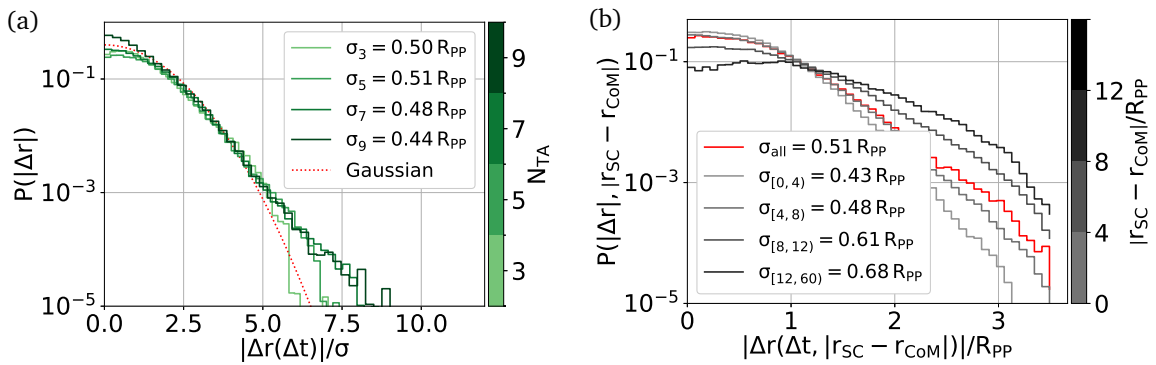 (a)
P(|Δr|)
10⁻¹
10⁻³
10⁻⁵
σ₃ = 0.50 R_PP
σ₅ = 0.51 R_PP
σ₇ = 0.48 R_PP
σ₉ = 0.44 R_PP
Gaussian
0.0 2.5 5.0 7.5 10.0
|Δr(Δt)|/σ
9
7
5
3
N_TA
(b)
P(|Δr|, |r_SC − r_CoM|)
10⁻¹
10⁻³
10⁻⁵
σ_all = 0.51 R_PP
σ_[0, 4) = 0.43 R_PP
σ_[4, 8) = 0.48 R_PP
σ_[8, 12) = 0.61 R_PP
σ_[12, 60) = 0.68 R_PP
0 1 2 3
|Δr(Δt, |r_SC − r_CoM|)|/R_PP
12
8
4
0
|r_SC − r_CoM|/R_PP